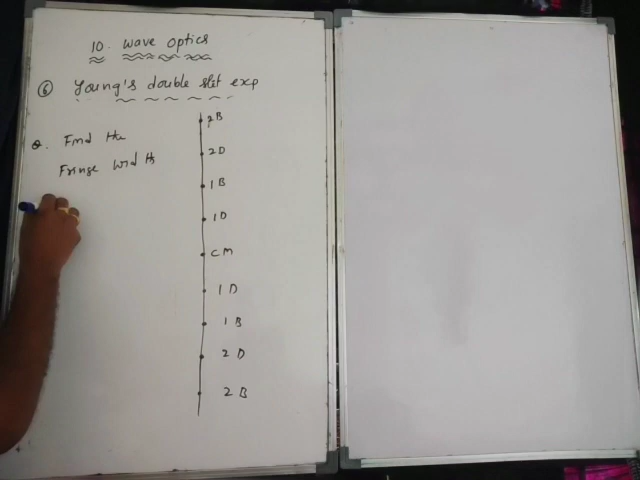 10. Wave optics
⑥ Young's double slit exp
Q. Find the
Fringe width
2B
2D
1B
1D
CM
1D
1B
2D
2B